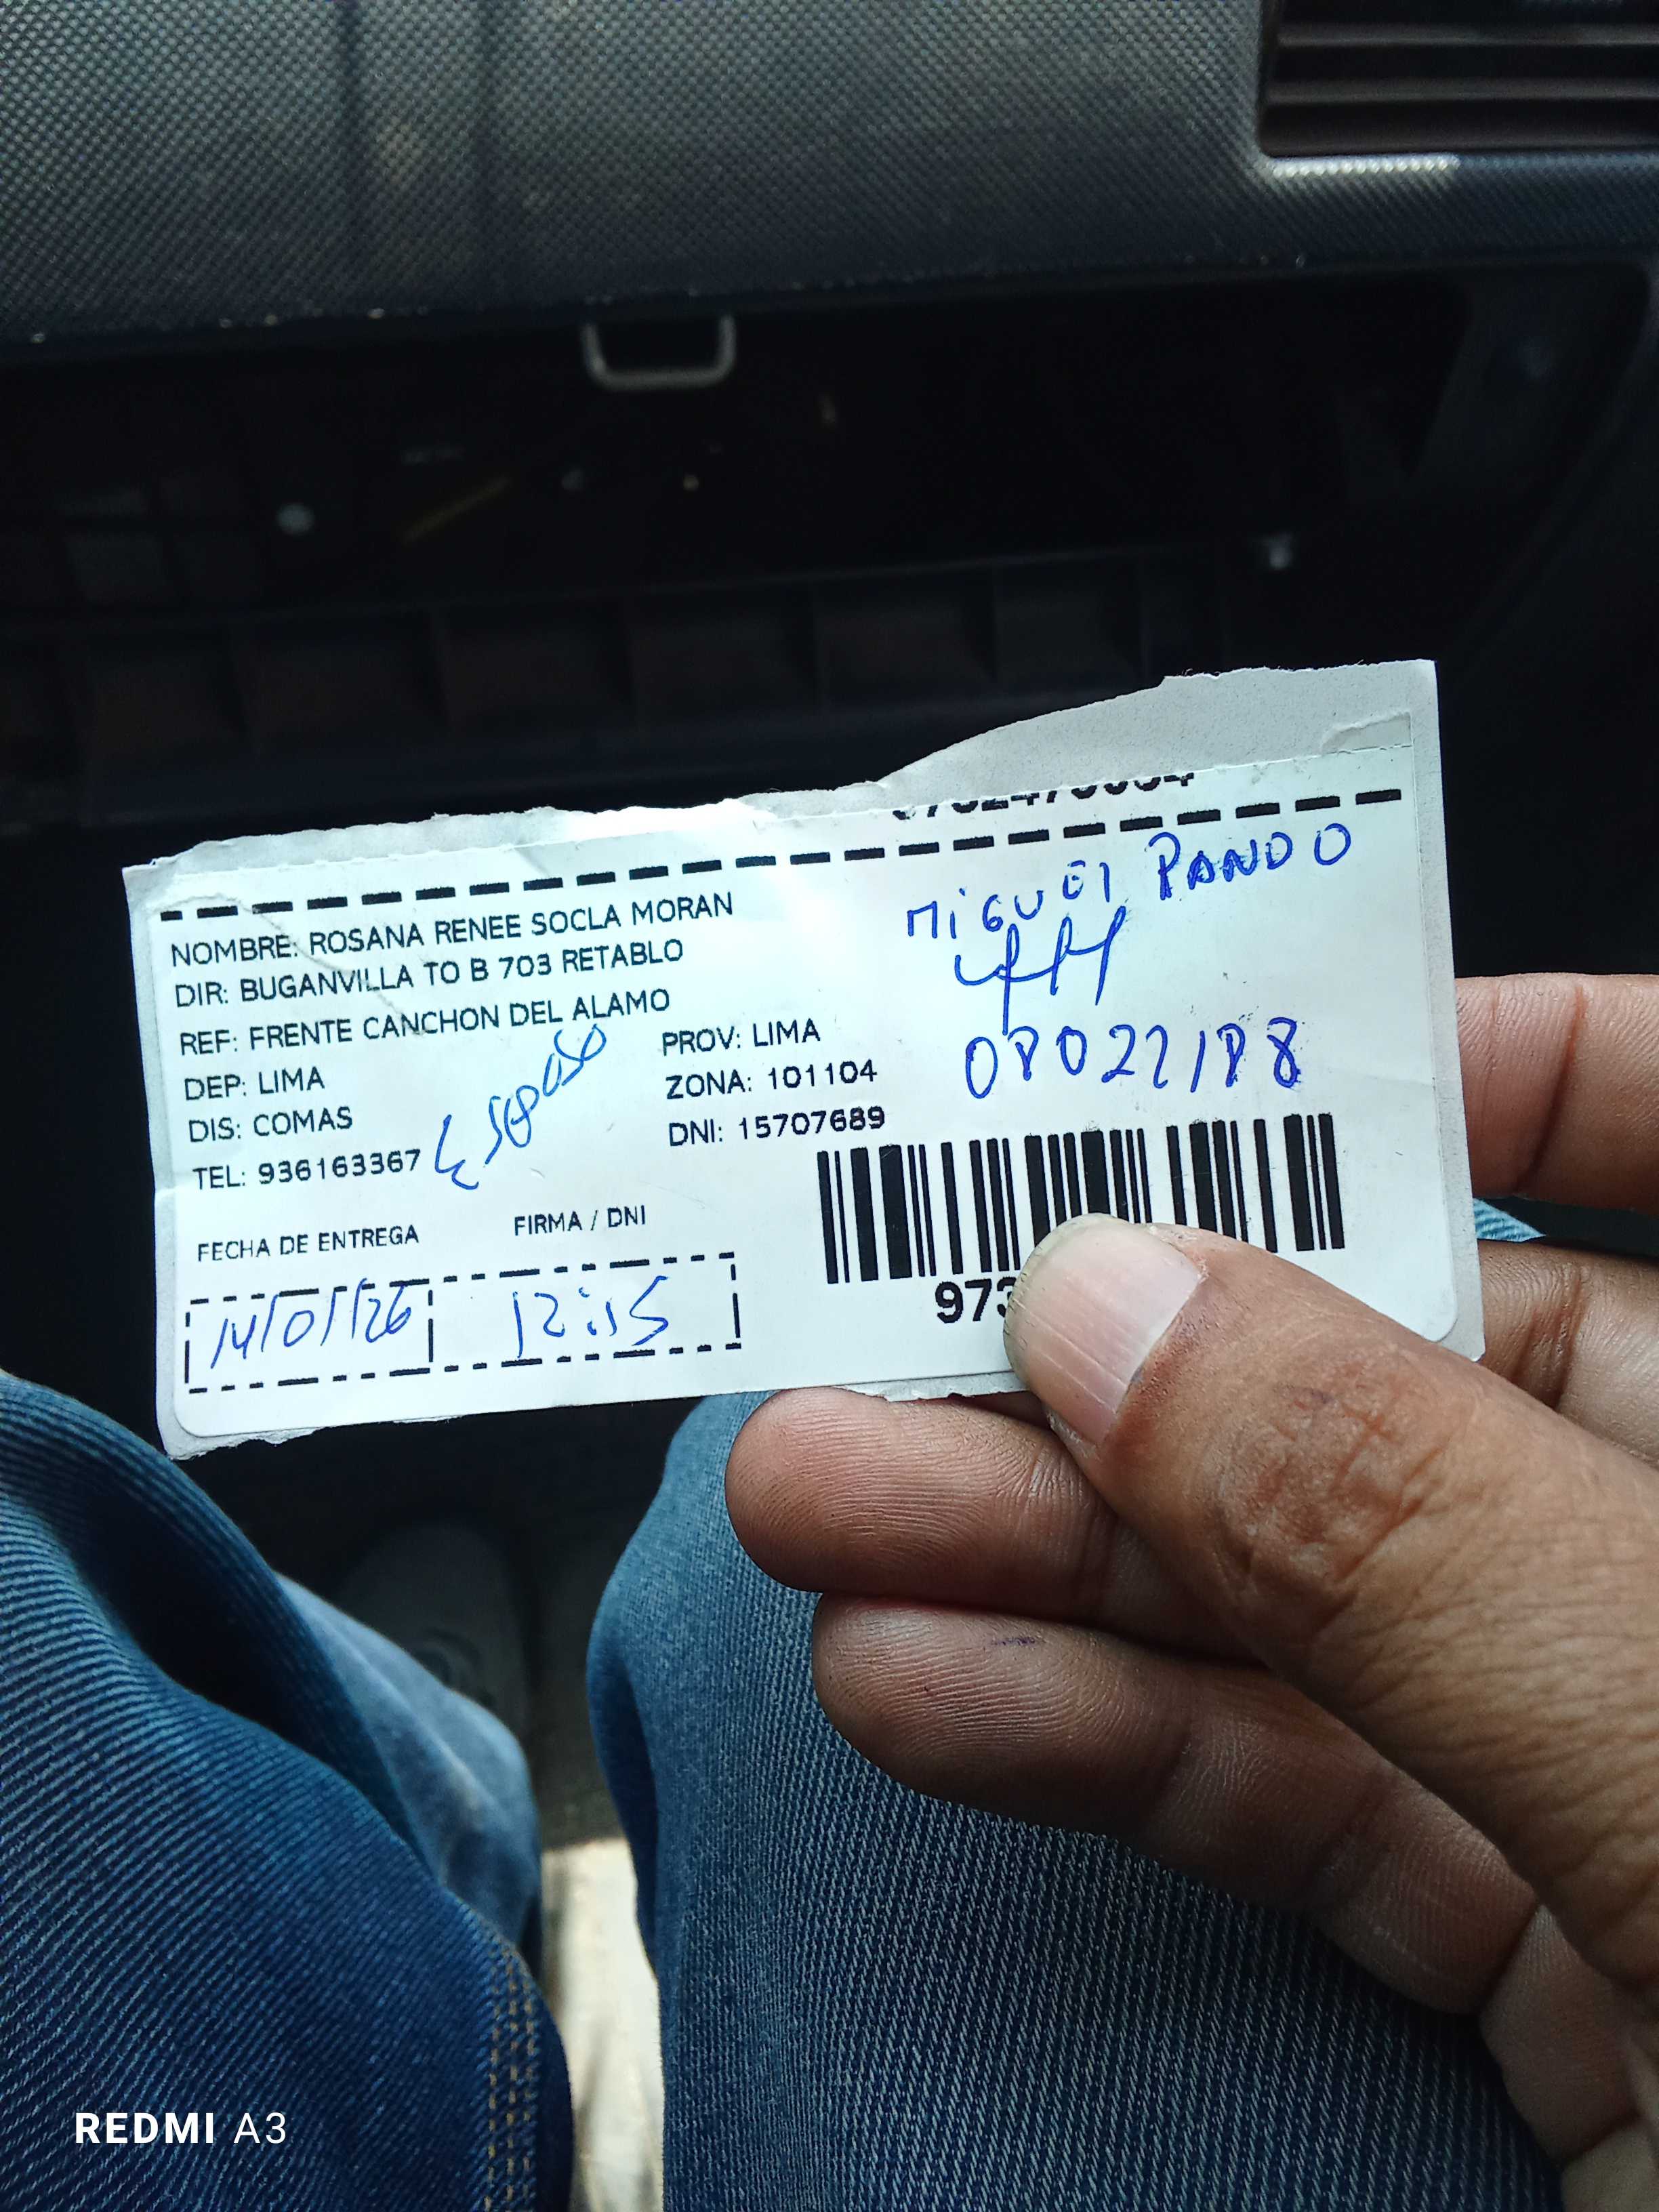 MIGUEL PANDO
NOMBRE: ROSANA RENEE SOCLA MORAN
DIR: BUGANVILLA TO B 703 RETABLO
REF: FRENTE CANCHON DEL ALAMO
DEP: LIMA
PROV: LIMA
DIS: COMAS
ZONA: 101104
TEL: 936163367
DNI: 15707689
Esposo
FECHA DE ENTREGA
FIRMA / DNI
14/01/26
12:15
973
REDMI A3